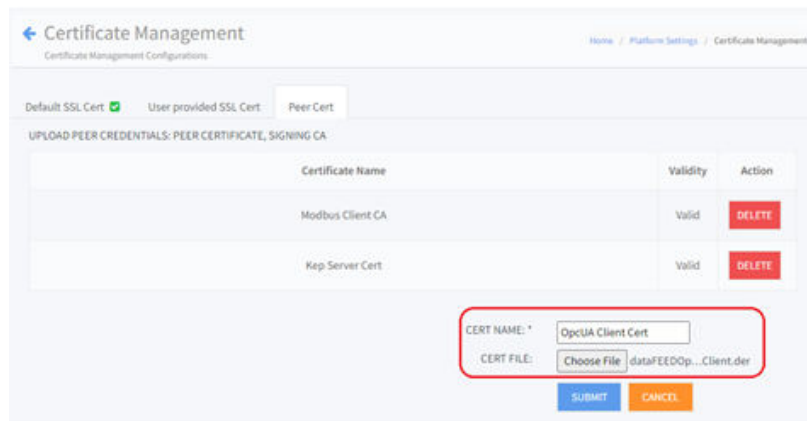 Certificate Management
Certificate Management Configurations
Home / Platform Settings / Certificate Management
Default SSL Cert User provided SSL Cert Peer Cert
UPLOAD PEER CREDENTIALS: PEER CERTIFICATE, SIGNING CA
Certificate Name Validity Action
Modbus Client CA Valid DELETE
Kep Server Cert Valid DELETE
CERT NAME: * OpcUA Client Cert
CERT FILE: Choose File dataFEEDOp...Client.der
SUBMIT CANCEL